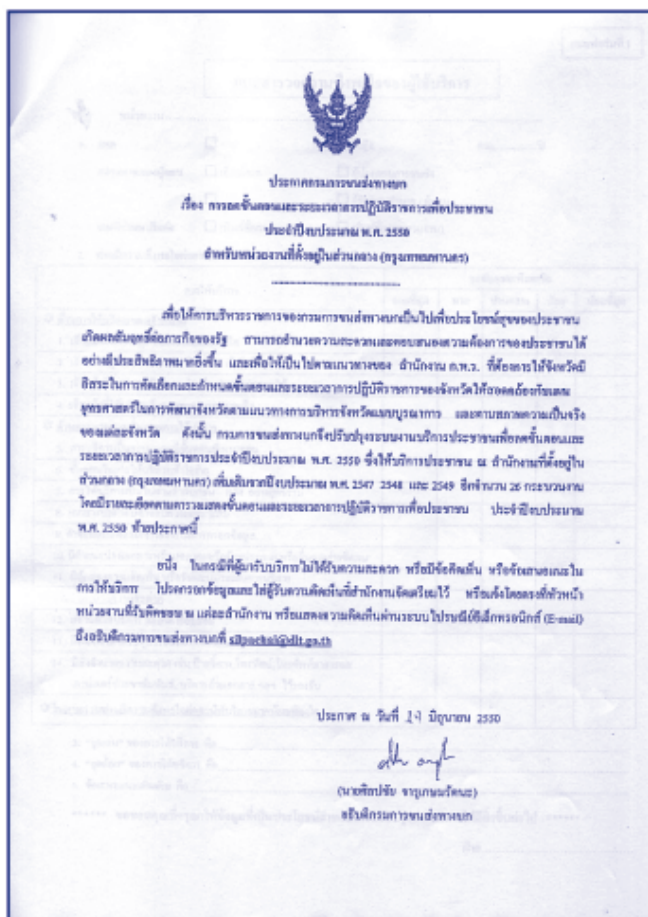 ประกาศกรมการขนส่งทางบก
เรื่อง การลดขั้นตอนและระยะเวลาการปฏิบัติราชการเพื่อประชาชน
ประจำปีงบประมาณ พ.ศ. 2550
สำหรับหน่วยงานที่ตั้งอยู่ในส่วนกลาง (กรุงเทพมหานคร)
เพื่อให้การบริหารราชการของกรมการขนส่งทางบกเป็นไปเพื่อประโยชน์สุขของประชาชน
เกิดผลสัมฤทธิ์ต่อภารกิจของรัฐ สามารถอำนวยความสะดวกและตอบสนองความต้องการของประชาชนได้
อย่างมีประสิทธิภาพมากยิ่งขึ้น และเพื่อให้เป็นไปตามแนวทางของ สำนักงาน ก.พ.ร. ที่ต้องการให้จังหวัดมี
อิสระในการคัดเลือกและกำหนดขั้นตอนและระยะเวลาการปฏิบัติราชการของจังหวัดให้สอดคล้องกับแผน
ยุทธศาสตร์ในการพัฒนาจังหวัดตามแนวทางการบริหารจังหวัดแบบบูรณาการ และตามสภาพความเป็นจริง
ของแต่ละจังหวัด ดังนั้น กรมการขนส่งทางบกจึงปรับปรุงระบบงานบริการประชาชนเพื่อลดขั้นตอนและ
ระยะเวลาการปฏิบัติราชการประจำปีงบประมาณ พ.ศ. 2550 ซึ่งให้บริการประชาชน ณ สำนักงานที่ตั้งอยู่ใน
ส่วนกลาง (กรุงเทพมหานคร) เพิ่มเติมจากปีงบประมาณ พ.ศ. 2547 2548 และ 2549 อีกจำนวน 26 กระบวนงาน
โดยมีรายละเอียดตามตารางแสดงขั้นตอนและระยะเวลาการปฏิบัติราชการเพื่อประชาชน ประจำปีงบประมาณ
พ.ศ. 2550 ท้ายประกาศนี้
อนึ่ง ในกรณีที่ผู้มารับบริการไม่ได้รับความสะดวก หรือมีข้อคิดเห็น หรือข้อเสนอแนะใน
การให้บริการ โปรดกรอกข้อมูลและใส่ตู้รับความคิดเห็นที่สำนักงานจัดเตรียมไว้ หรือแจ้งโดยตรงที่หัวหน้า
หน่วยงานที่รับผิดชอบ ณ แต่ละสำนักงาน หรือแสดงความคิดเห็นผ่านระบบไปรษณีย์อิเล็กทรอนิกส์ (E-mail)
ถึงอธิบดีกรมการขนส่งทางบกที่ silpachai@dlt.go.th
ประกาศ ณ วันที่ มิถุนายน 2550
(นายศิลปชัย จารุเกษมรัตนะ)
อธิบดีกรมการขนส่งทางบก